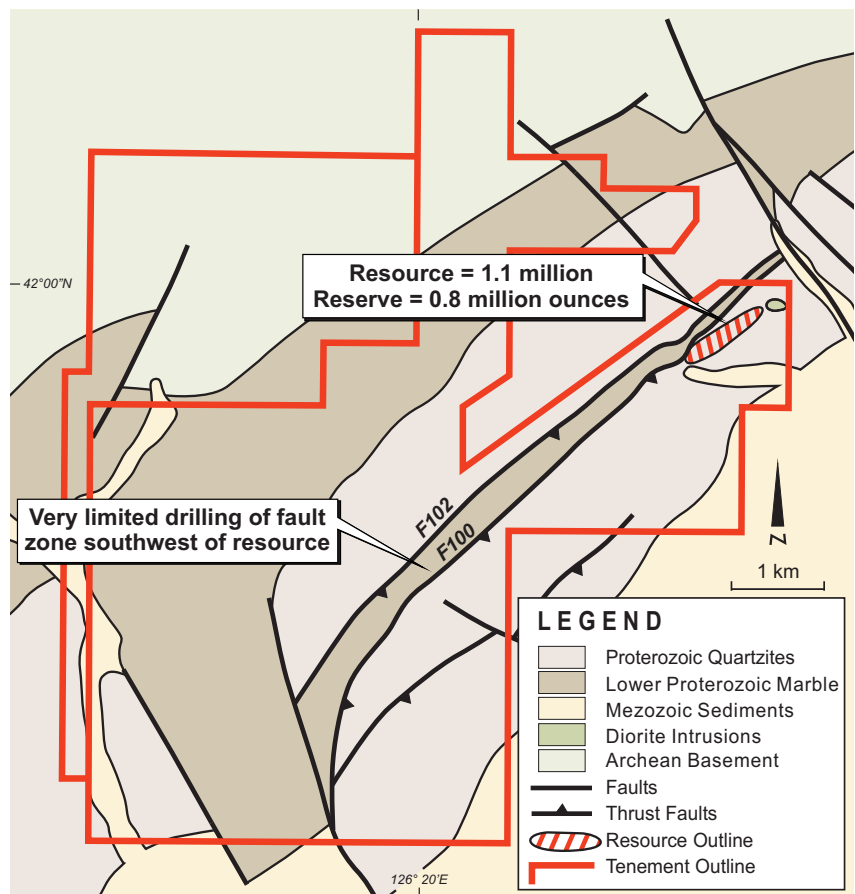 42°00"N
Resource = 1.1 million
Reserve = 0.8 million ounces
Very limited drilling of fault
zone southwest of resource
F102
F100
N
1 km
126° 20'E
LEGEND
Proterozoic Quartzites
Lower Proterozoic Marble
Mezozoic Sediments
Diorite Intrusions
Archean Basement
Faults
Thrust Faults
Resource Outline
Tenement Outline